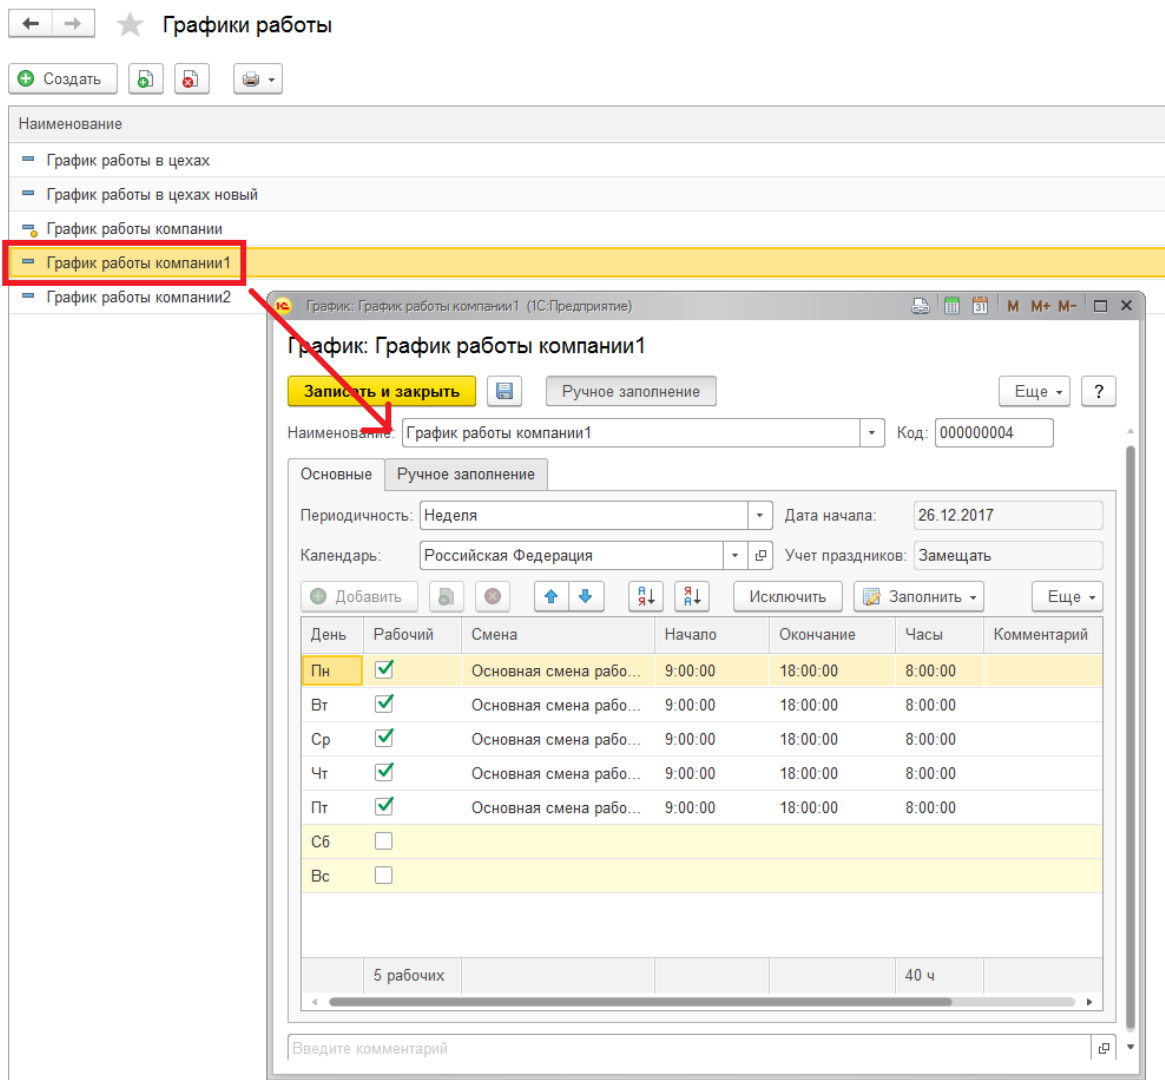 Графики работы
Создать
Наименование
График работы в цехах
График работы в цехах новый
График работы компании
График работы компании1
График работы компании2
1С График: График работы компании1 (1С:Предприятие) 31 M M+ M-
График: График работы компании1
Записать и закрыть Ручное заполнение Еще ?
Наименование: График работы компании1 Код: 000000004
Основные Ручное заполнение
Периодичность: Неделя Дата начала: 26.12.2017
Календарь: Российская Федерация Учет праздников: Замещать
Добавить А Я Я А Исключить Заполнить Еще
День Рабочий Смена Начало Окончание Часы Комментарий
Пн Основная смена рабо... 9:00:00 18:00:00 8:00:00
Вт Основная смена рабо... 9:00:00 18:00:00 8:00:00
Ср Основная смена рабо... 9:00:00 18:00:00 8:00:00
Чт Основная смена рабо... 9:00:00 18:00:00 8:00:00
Пт Основная смена рабо... 9:00:00 18:00:00 8:00:00
Сб
Вс
5 рабочих 40 ч
Введите комментарий